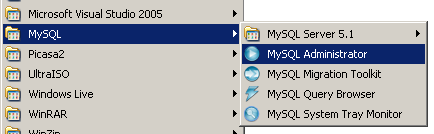 Microsoft Visual Studio 2005
MySQL
Picasa2
UltraISO
Windows Live
WinRAR
WinZip
MySQL Server 5.1
MySQL Administrator
MySQL Migration Toolkit
MySQL Query Browser
MySQL System Tray Monitor